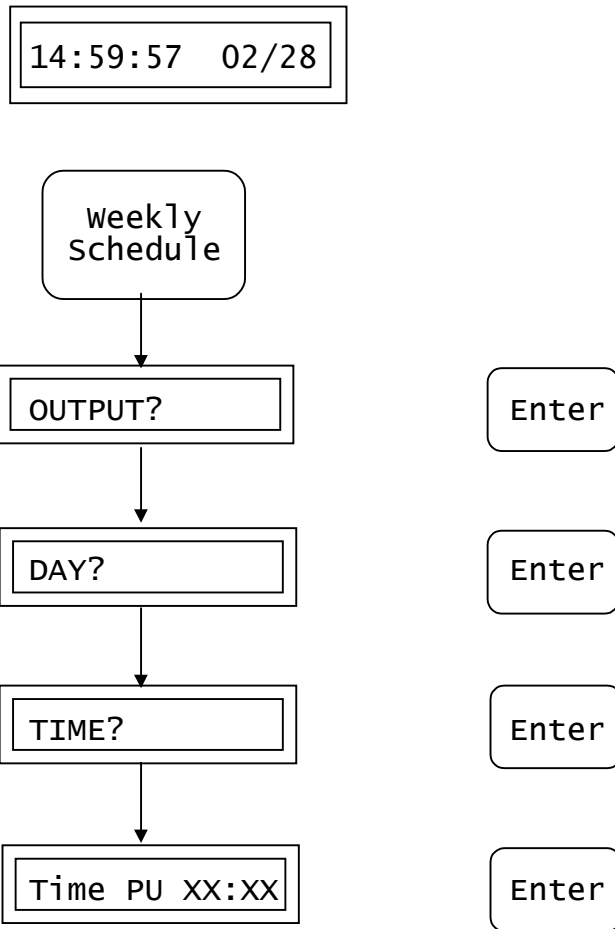 14:59:57 02/28
Weekly
Schedule
OUTPUT? Enter
DAY? Enter
TIME? Enter
Time PU XX:XX Enter